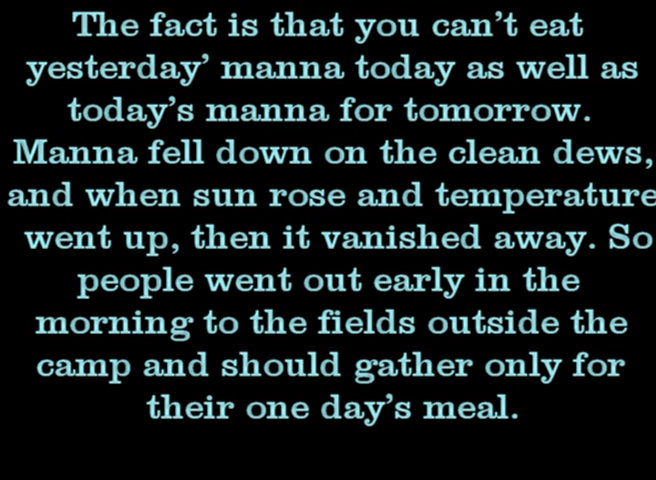 The fact is that you can’t eat
yesterday’ manna today as well as
today’s manna for tomorrow.
Manna fell down on the clean dews,
and when sun rose and temperature
went up, then it vanished away. So
people went out early in the
morning to the fields outside the
camp and should gather only for
their one day’s meal.